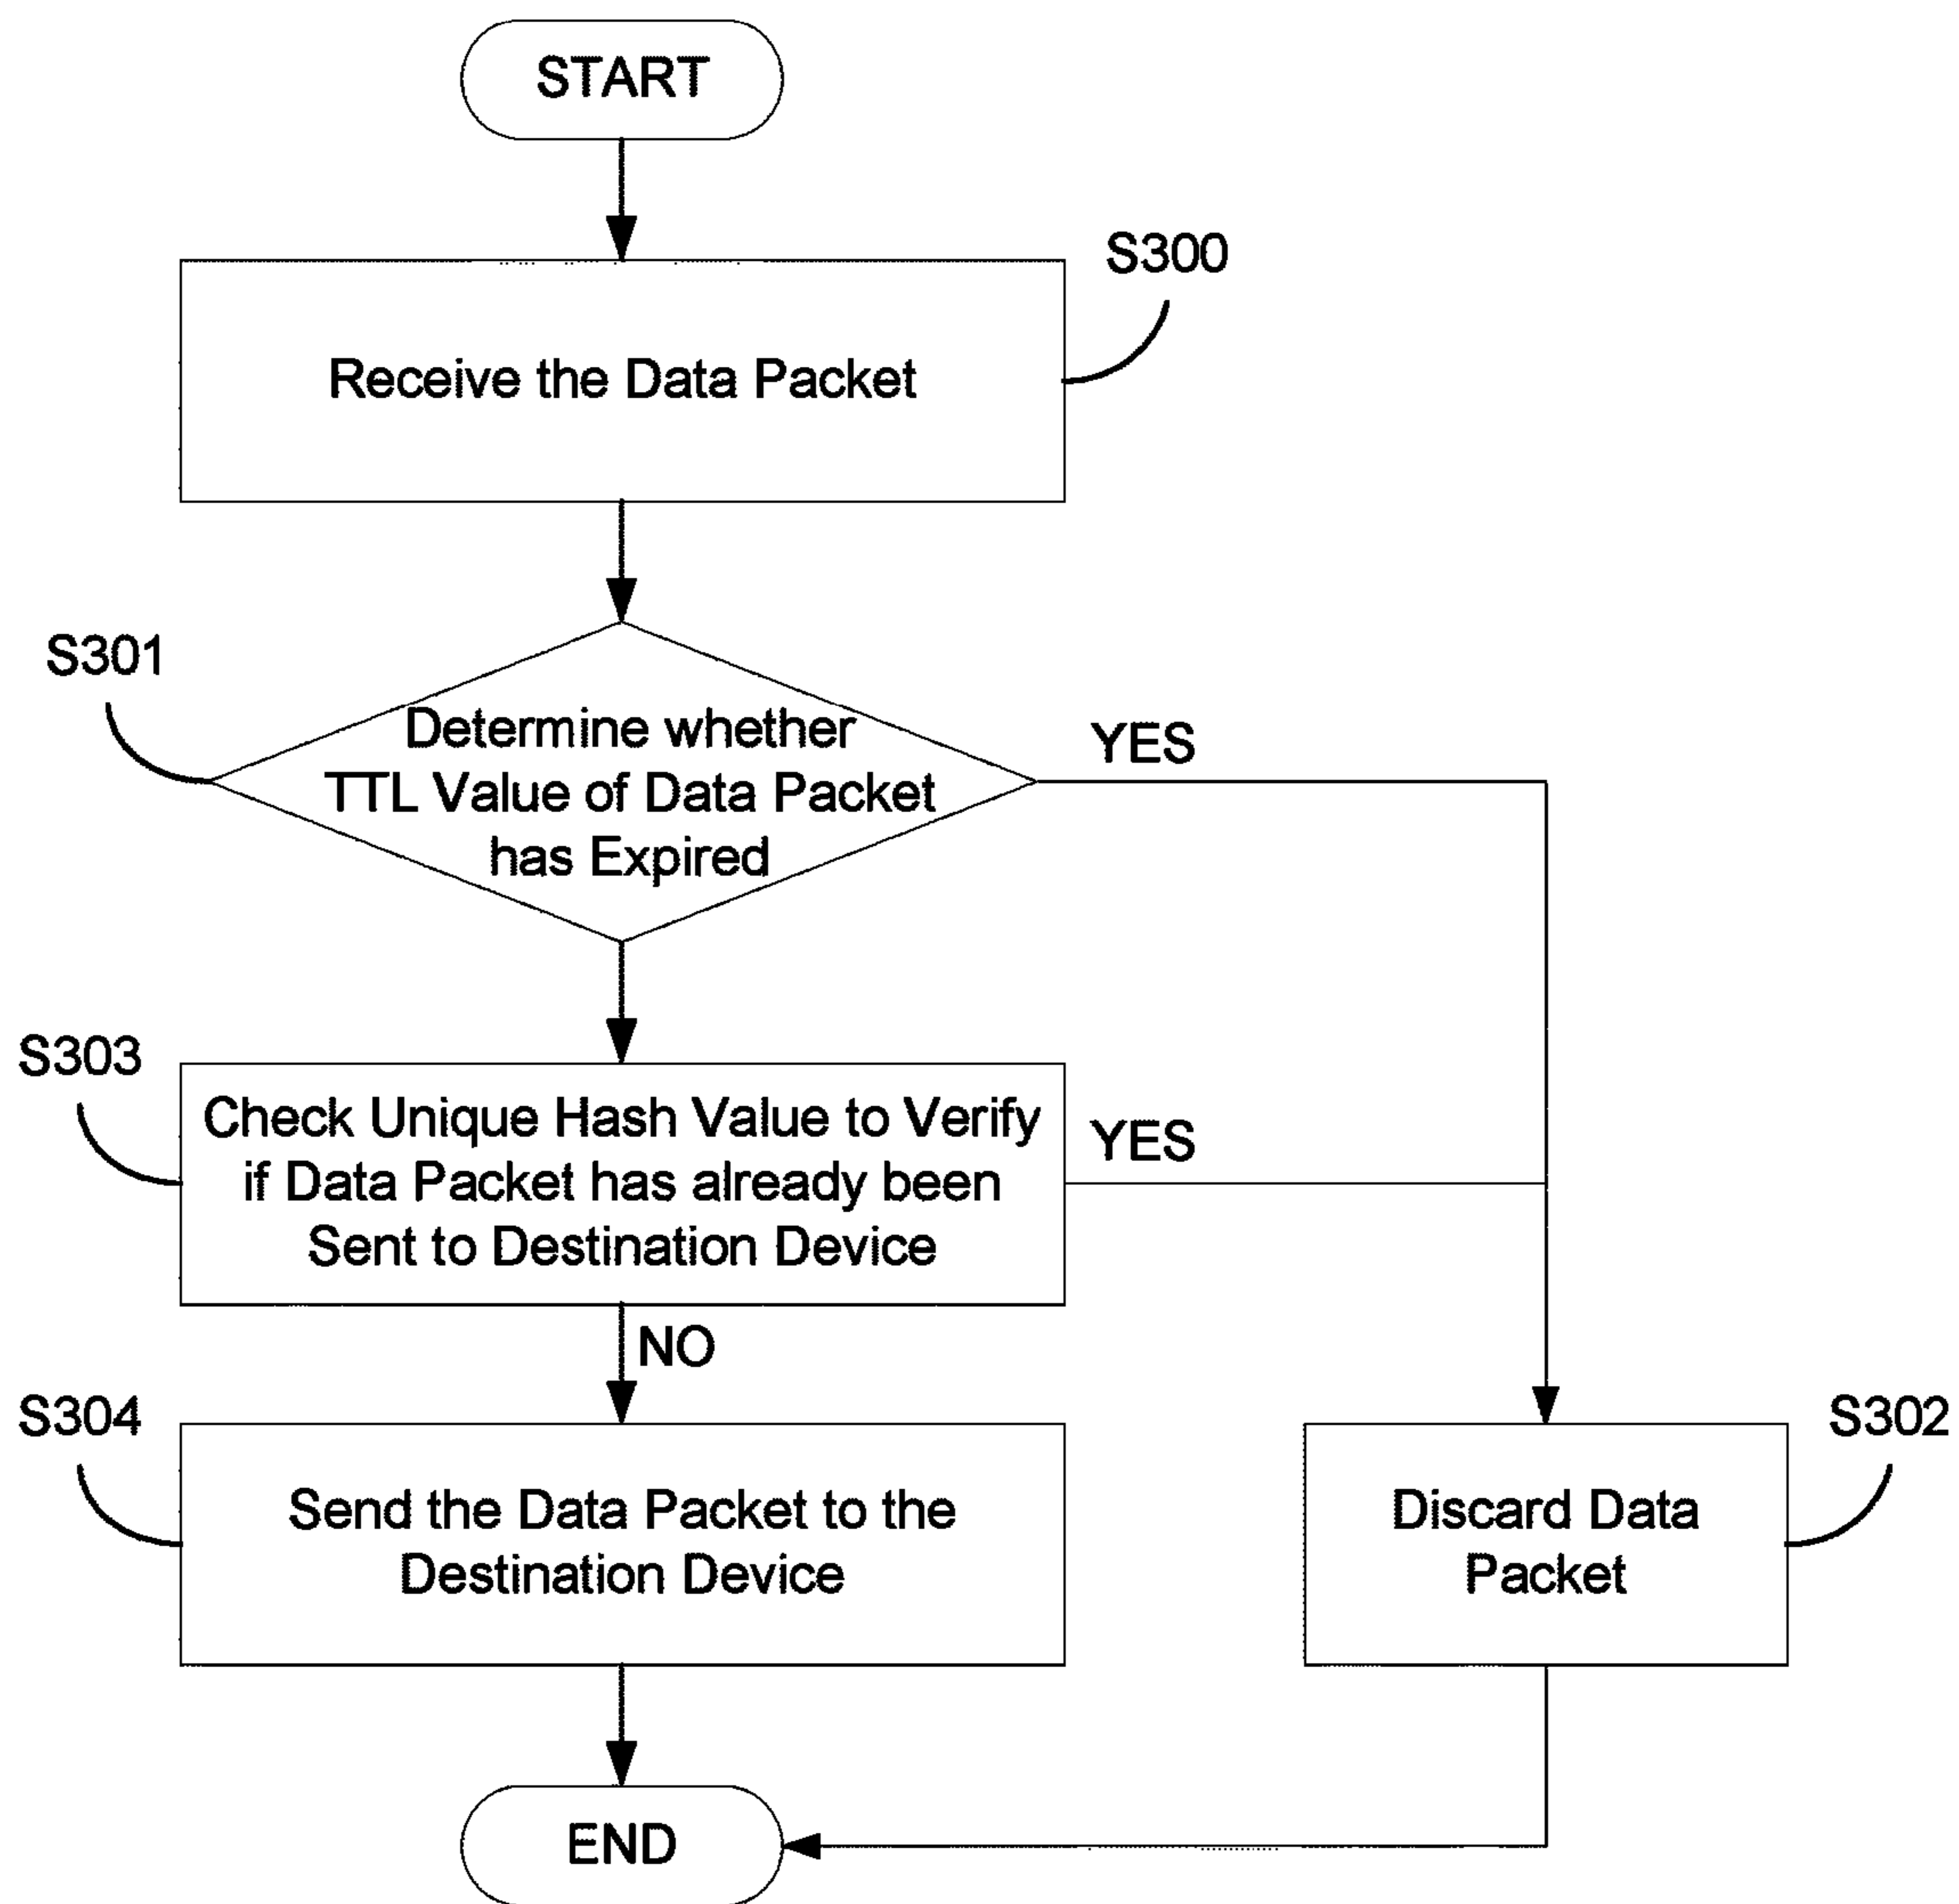 START
S300
Receive the Data Packet
S301
Determine whether
TTL Value of Data Packet
has Expired
YES
S303
Check Unique Hash Value to Verify
if Data Packet has already been
Sent to Destination Device
YES
NO
S304
Send the Data Packet to the
Destination Device
S302
Discard Data
Packet
END